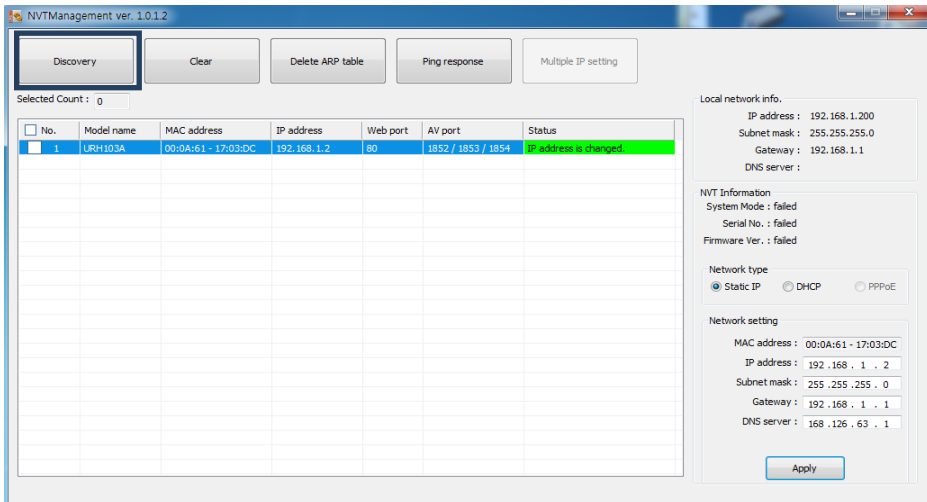 NVTManagement ver. 1.0.1.2
Discovery Clear Delete ARP table Ping response Multiple IP setting
Selected Count : 0
No. Model name MAC address IP address Web port AV port Status
1 URH103A 00:0A:61 - 17:03:DC 192.168.1.2 80 1852 / 1853 / 1854 IP address is changed.
Local network info.
IP address : 192.168.1.200
Subnet mask : 255.255.255.0
Gateway : 192.168.1.1
DNS server :
NVT Information
System Mode : failed
Serial No. : failed
Firmware Ver. : failed
Network type
Static IP DHCP PPPoE
Network setting
MAC address : 00:0A:61 - 17:03:DC
IP address : 192 .168 . 1 . 2
Subnet mask : 255 .255 .255 . 0
Gateway : 192 .168 . 1 . 1
DNS server : 168 .126 . 63 . 1
Apply